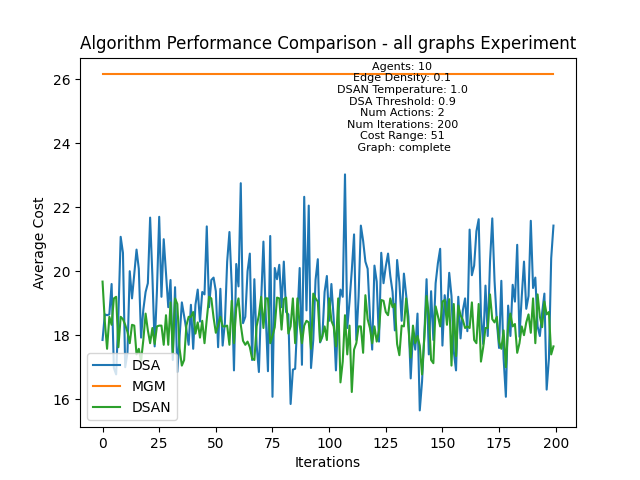 Algorithm Performance Comparison - all graphs Experiment
Agents: 10
Edge Density: 0.1
DSAN Temperature: 1.0
DSA Threshold: 0.9
Num Actions: 2
Num Iterations: 200
Cost Range: 51
Graph: complete
Average Cost
26
24
22
20
18
16
DSA
MGM
DSAN
0 25 50 75 100 125 150 175 200
Iterations